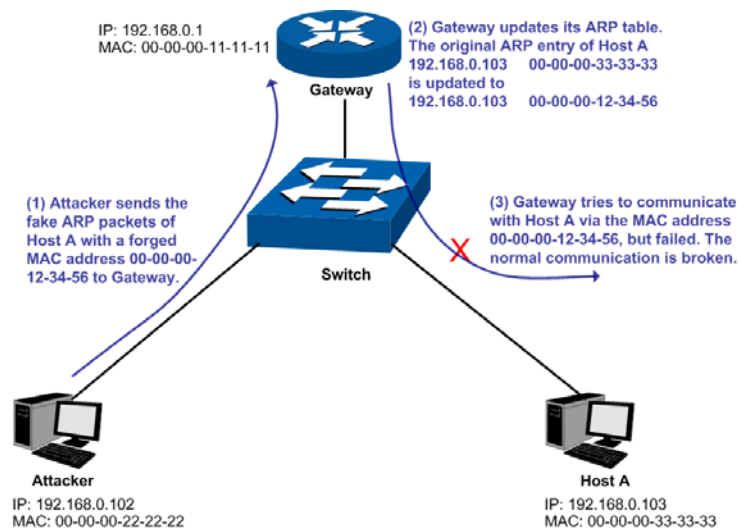 IP: 192.168.0.1
MAC: 00-00-00-11-11-11
Gateway
(2) Gateway updates its ARP table.
The original ARP entry of Host A
192.168.0.103 00-00-00-33-33-33
is updated to
192.168.0.103 00-00-00-12-34-56
(1) Attacker sends the
fake ARP packets of
Host A with a forged
MAC address 00-00-00-
12-34-56 to Gateway.
Switch
(3) Gateway tries to communicate
with Host A via the MAC address
00-00-00-12-34-56, but failed. The
normal communication is broken.
X
Attacker
IP: 192.168.0.102
MAC: 00-00-00-22-22-22
Host A
IP: 192.168.0.103
MAC: 00-00-00-33-33-33